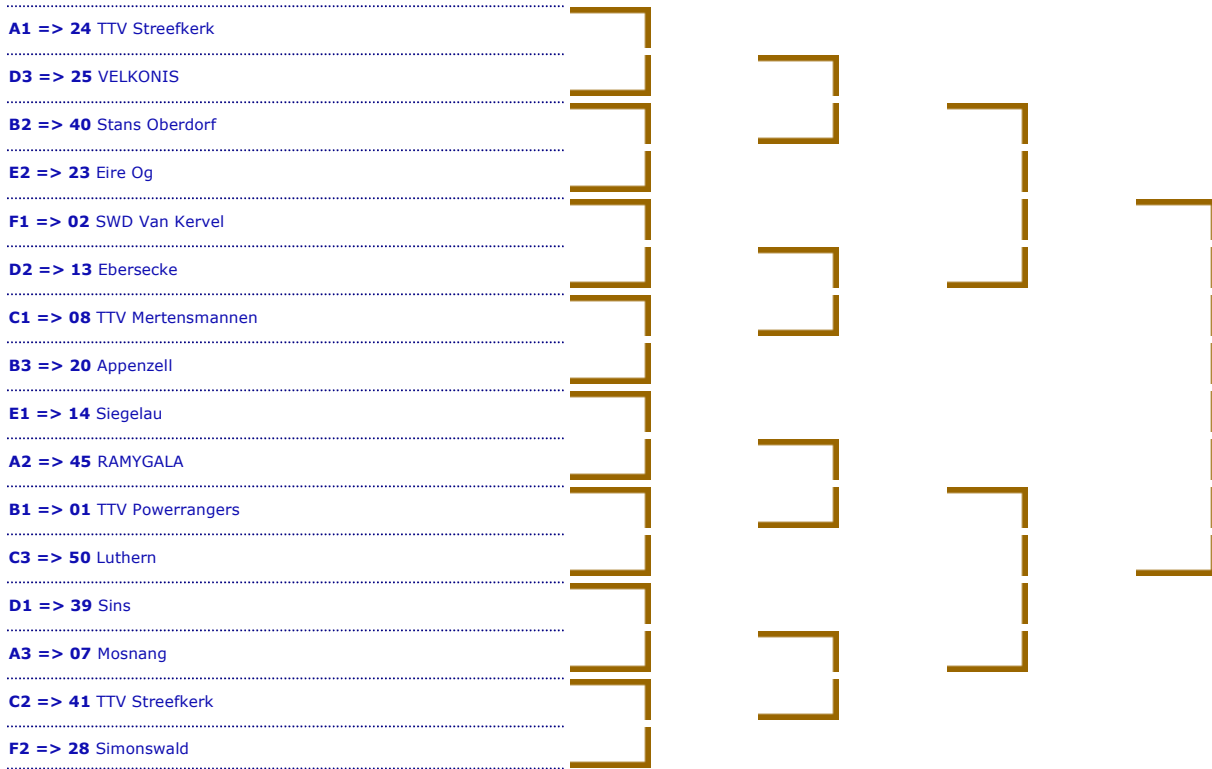 A1 => 24 TTV Streefkerk
D3 => 25 VELKONIS
B2 => 40 Stans Oberdorf
E2 => 23 Eire Og
F1 => 02 SWD Van Kervel
D2 => 13 Ebersecke
C1 => 08 TTV Mertensmannen
B3 => 20 Appenzell
E1 => 14 Siegelau
A2 => 45 RAMYGALA
B1 => 01 TTV Powerrangers
C3 => 50 Luthern
D1 => 39 Sins
A3 => 07 Mosnang
C2 => 41 TTV Streefkerk
F2 => 28 Simonswald